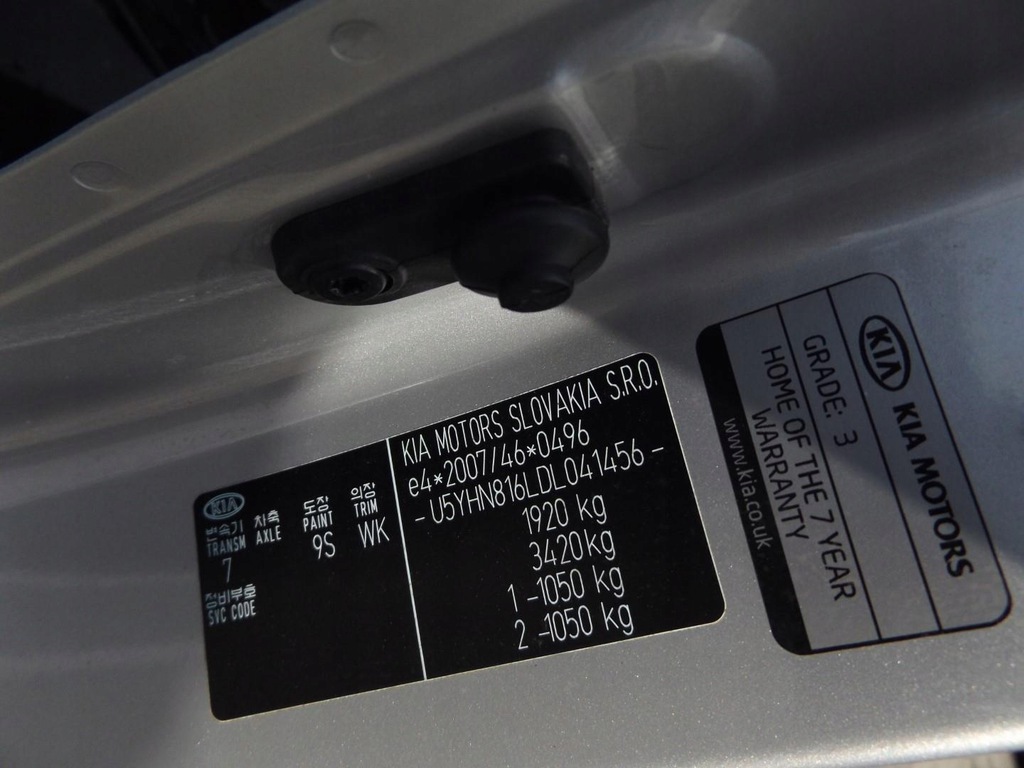 KIA
변속기 차축 도장 의장
TRANSM AXLE PAINT TRIM
7 9S WK
정비부호
SVC CODE
KIA MOTORS SLOVAKIA S.R.O.
e4*2007/46*0496
-U5YHN816LDL041456-
1920 kg
3420kg
1 -1050 kg
2 -1050 kg
KIA KIA MOTORS
GRADE: 3
HOME OF THE 7 YEAR
WARRANTY
www.kia.co.uk